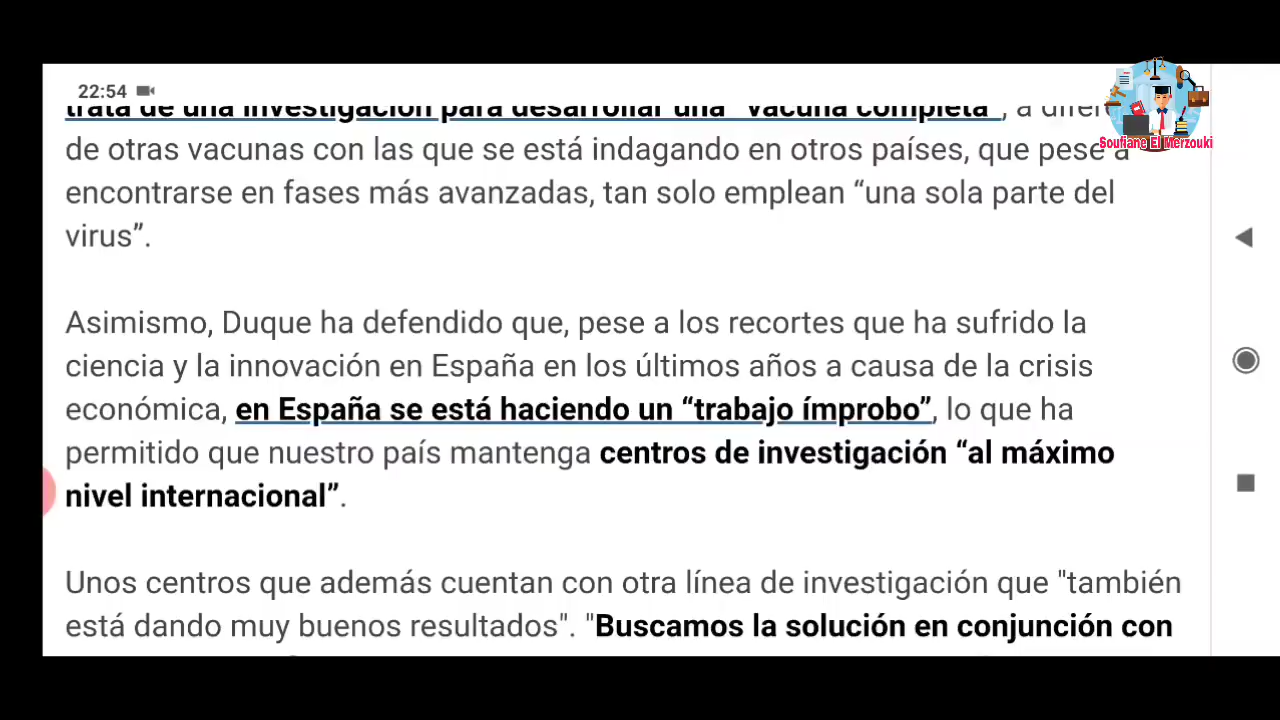 22:54
trata de una investigación para desarrollar una "vacuna completa", a
de otras vacunas con las que se está indagando en otros países, que pese a
encontrarse en fases más avanzadas, tan solo emplean “una sola parte del
virus”.
Asimismo, Duque ha defendido que, pese a los recortes que ha sufrido la
ciencia y la innovación en España en los últimos años a causa de la crisis
económica, en España se está haciendo un “trabajo ímprobo”, lo que ha
permitido que nuestro país mantenga centros de investigación “al máximo
nivel internacional”.
Unos centros que además cuentan con otra línea de investigación que "también
está dando muy buenos resultados". "Buscamos la solución en conjunción con
Soufiane El Merzouki